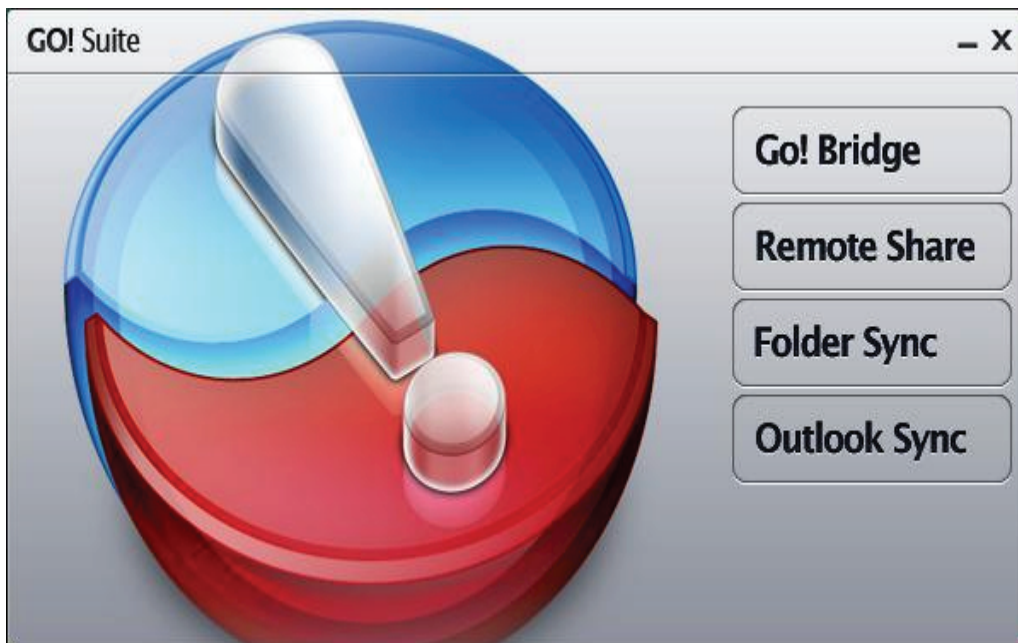 GO! Suite
Go! Bridge
Remote Share
Folder Sync
Outlook Sync